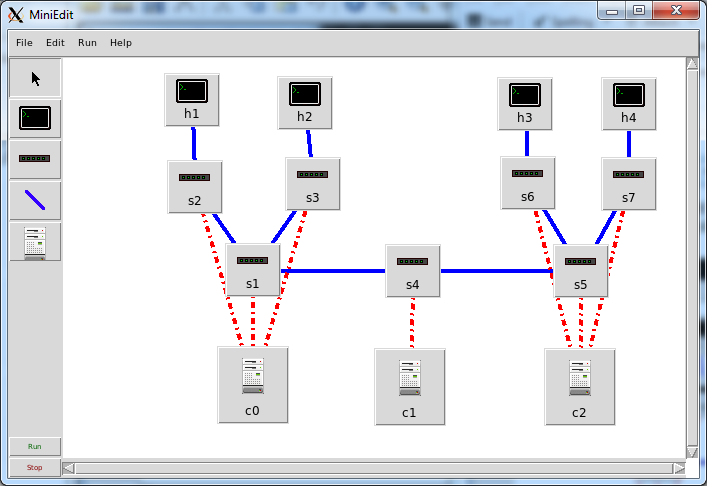 MiniEdit
File Edit Run Help
h1 h2 h3 h4
s2 s3 s6 s7
s1 s4 s5
c0 c1 c2
Run
Stop